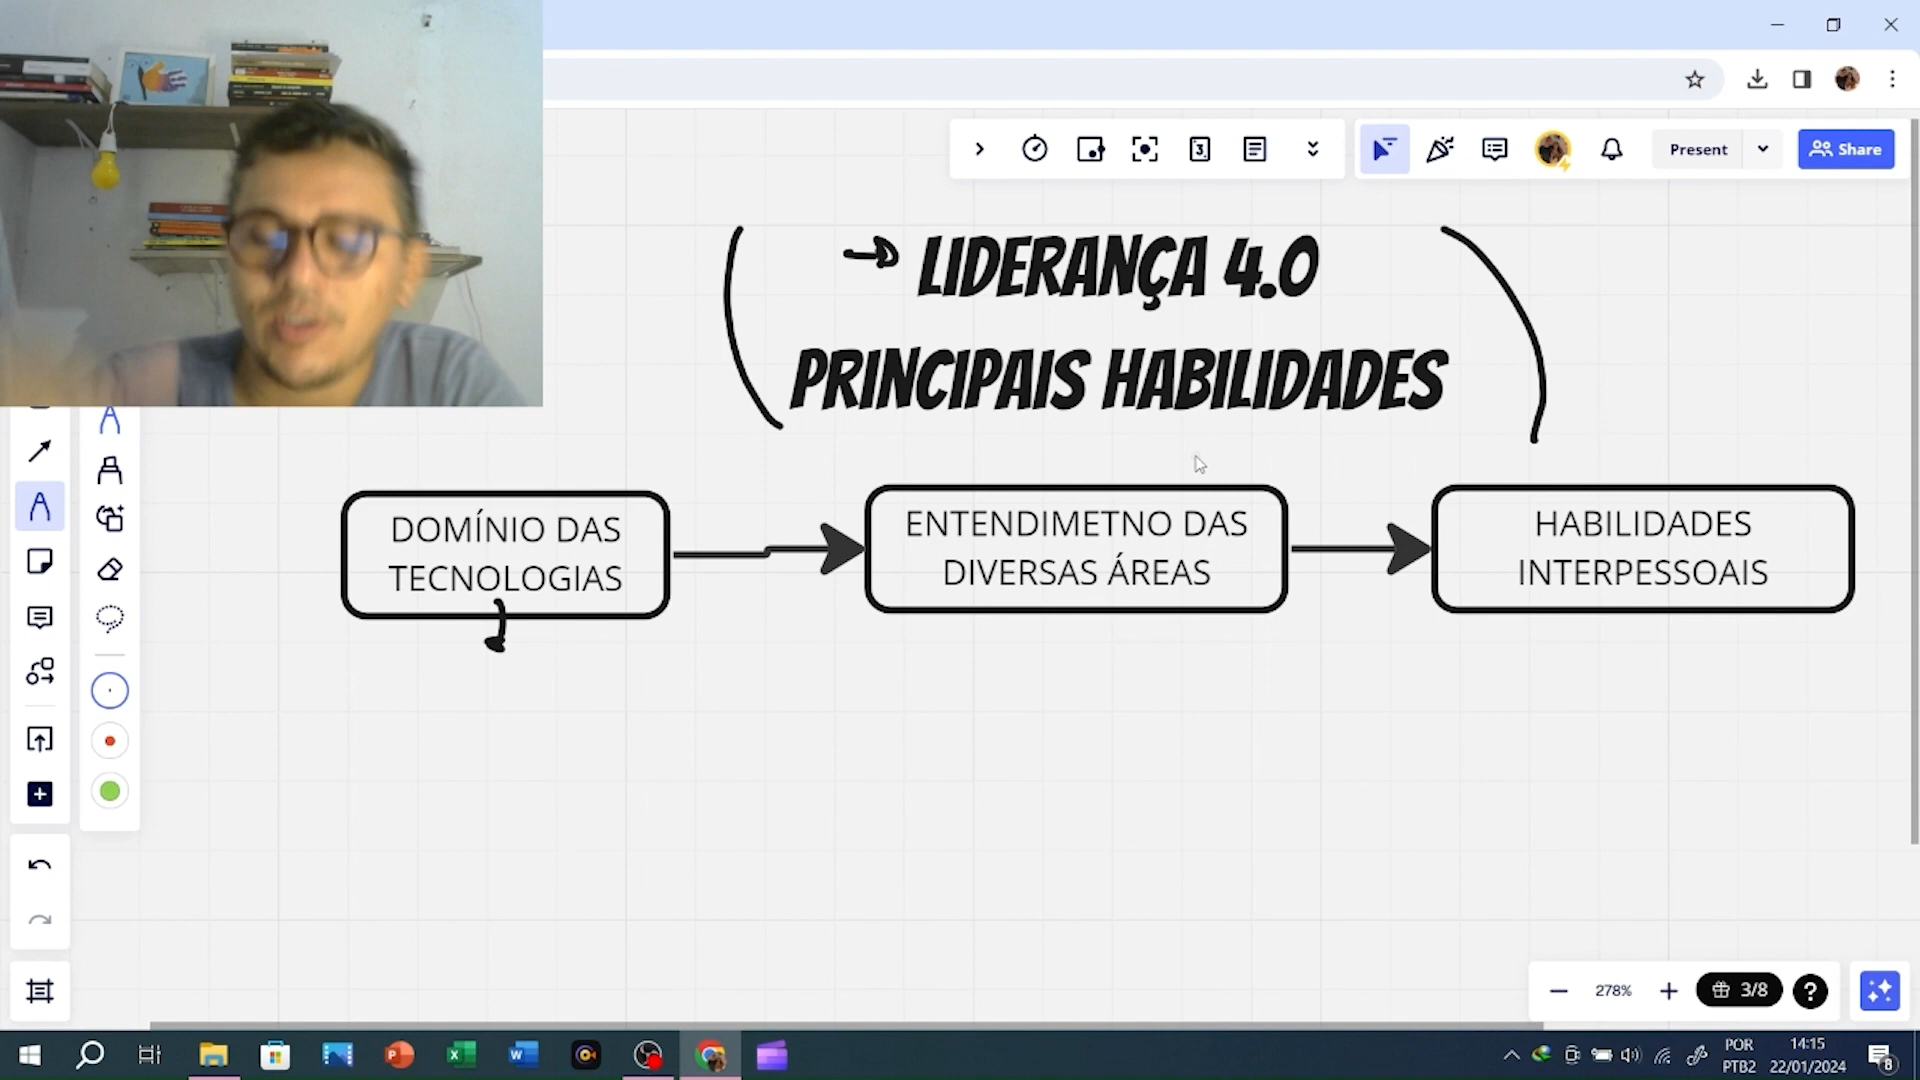 Present
Share
LIDERANÇA 4.0
PRINCIPAIS HABILIDADES
DOMÍNIO DAS
TECNOLOGIAS
ENTENDIMETNO DAS
DIVERSAS ÁREAS
HABILIDADES
INTERPESSOAIS
278%
3/8
?
POR
PTB2
14:15
22/01/2024
8